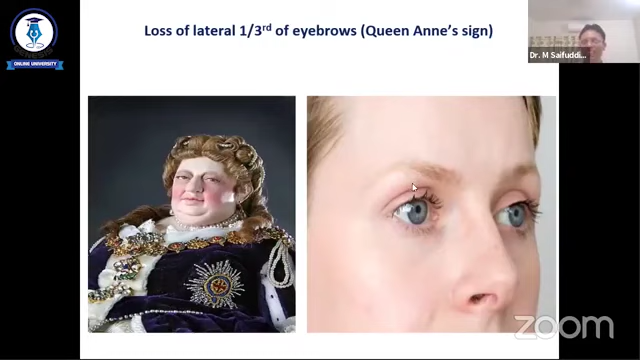 Loss of lateral 1/3rd of eyebrows (Queen Anne's sign)
ONLINE UNIVERSITY
Dr. M Saifuddi...
zoom